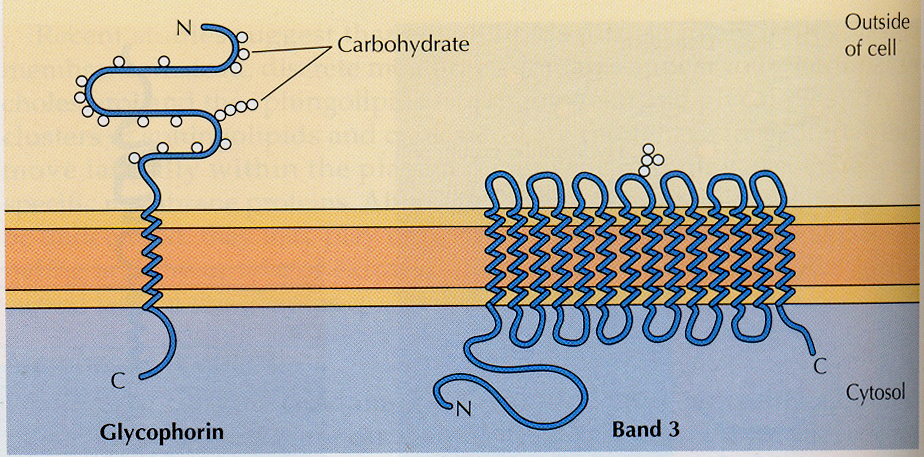 N
Carbohydrate
Outside
of cell
C
Glycophorin
N
Band 3
C
Cytosol